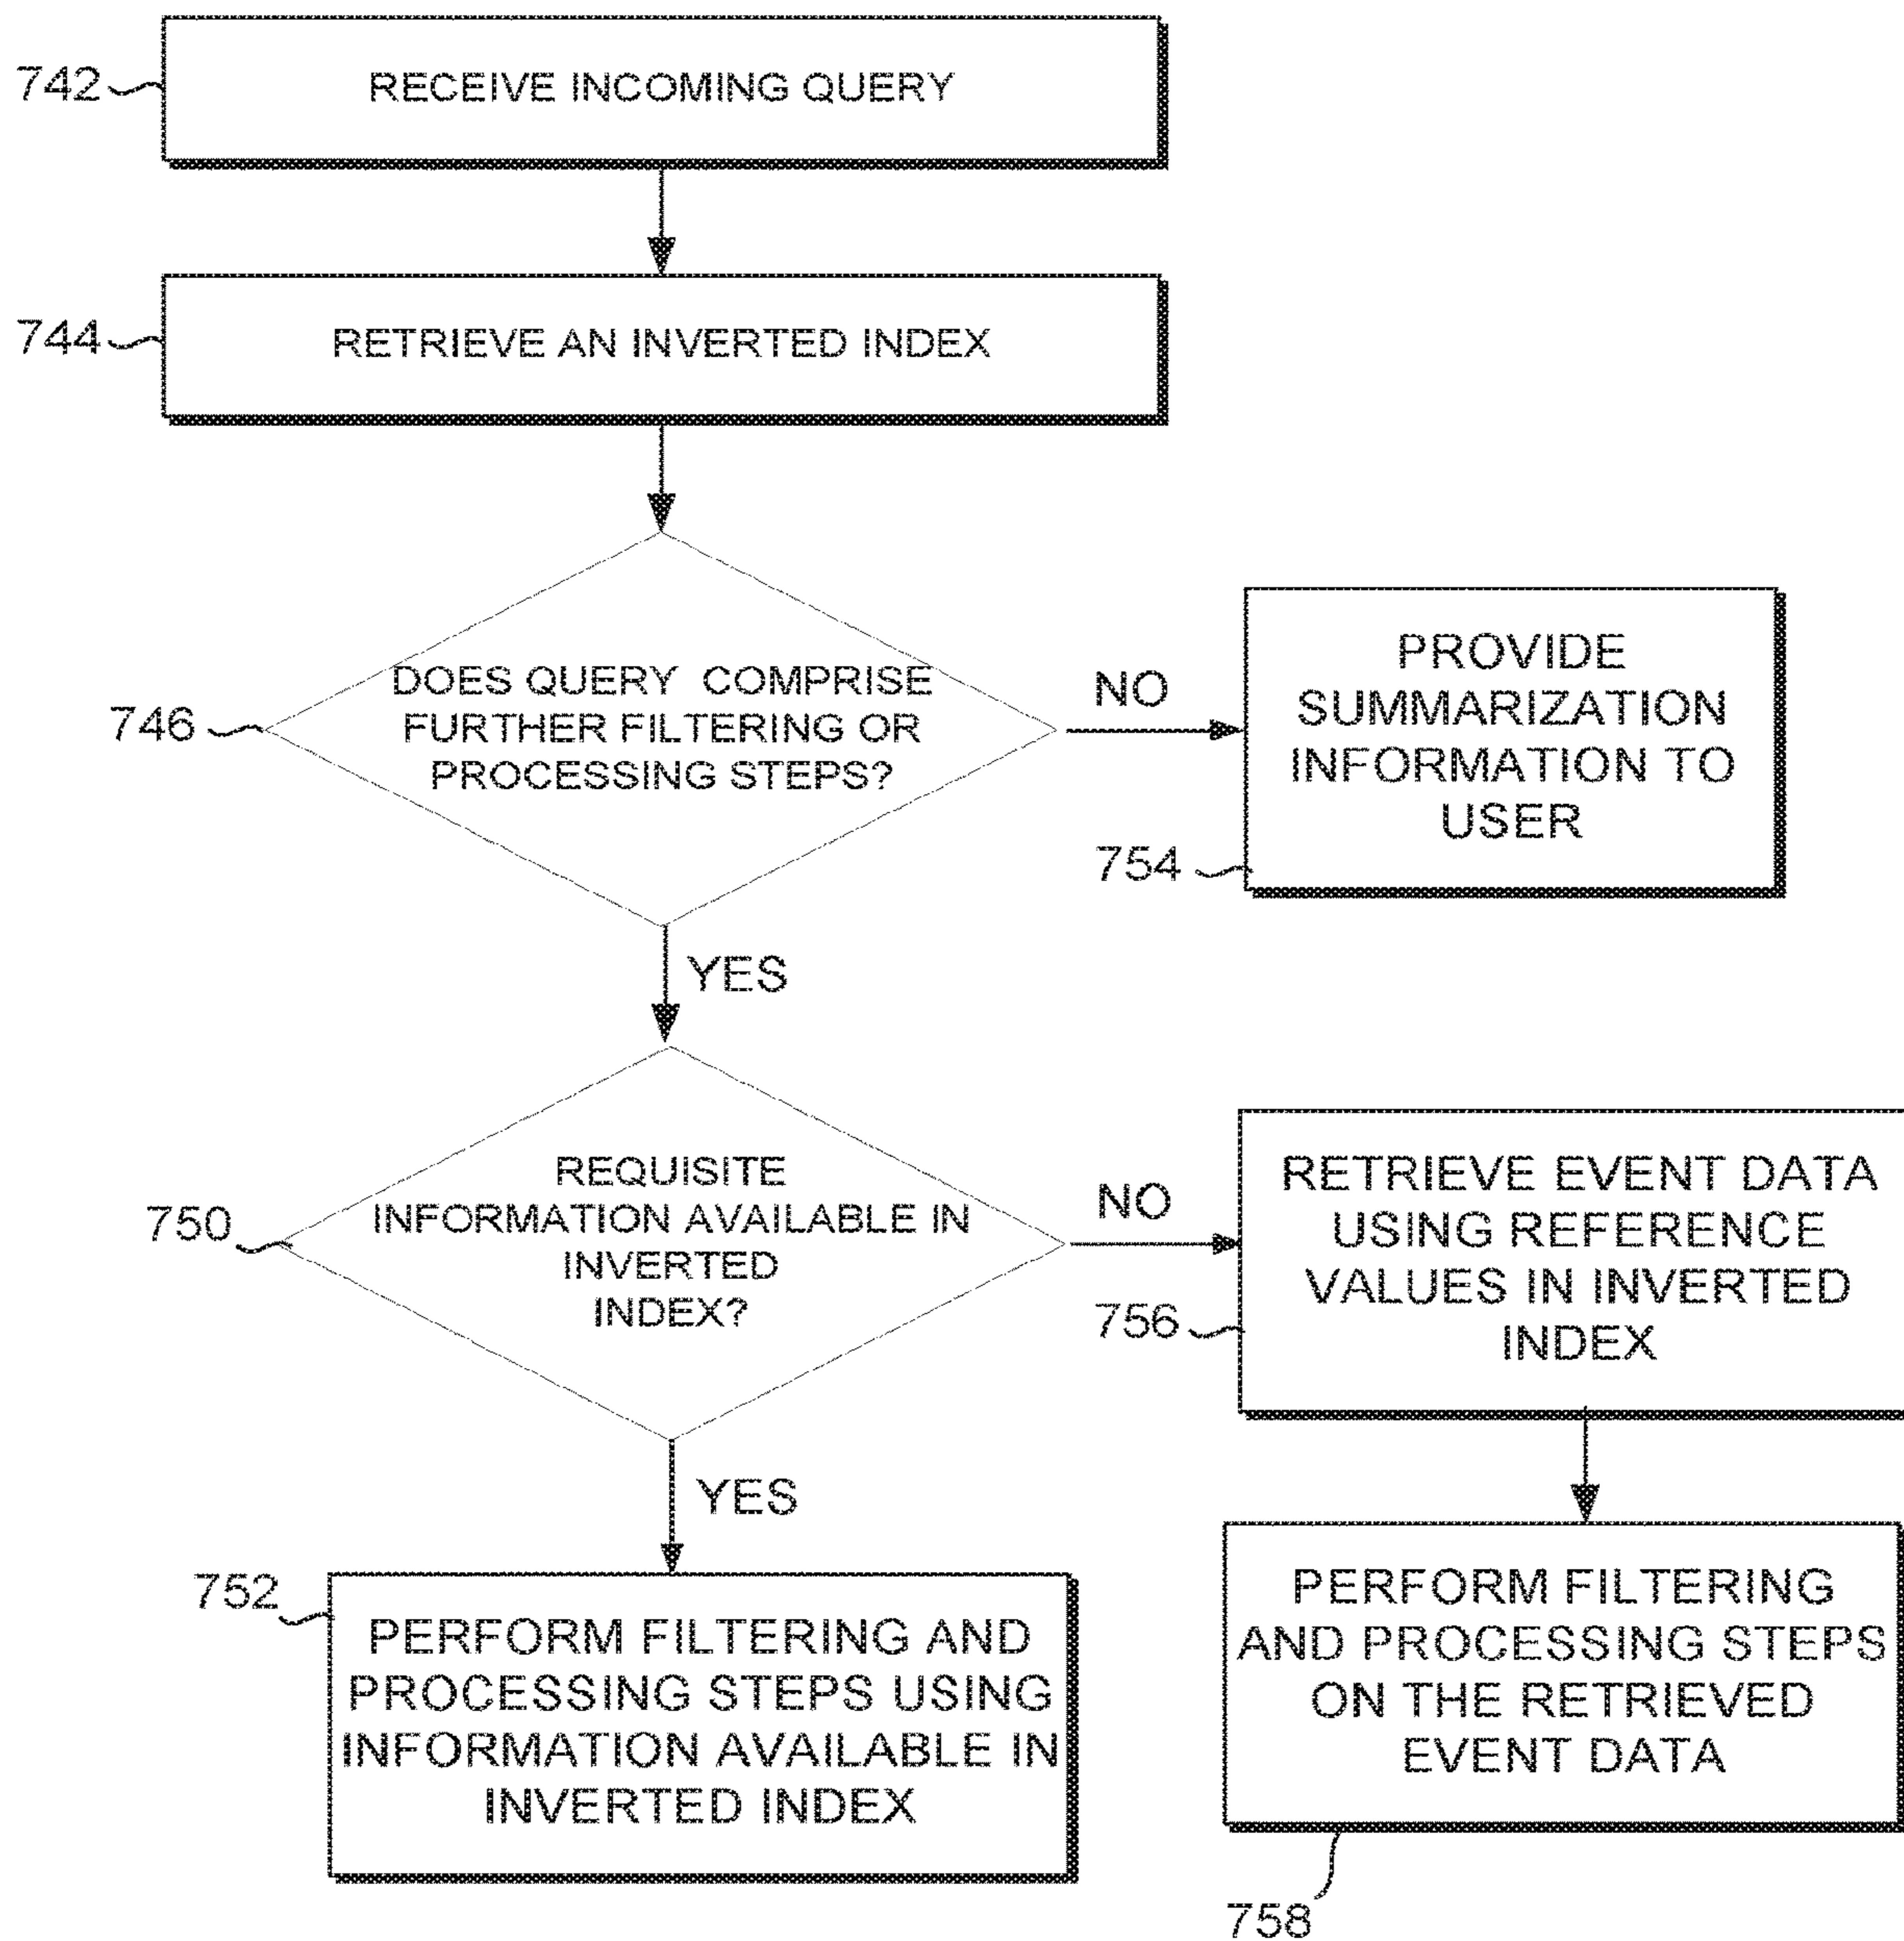 742
RECEIVE INCOMING QUERY
744
RETRIEVE AN INVERTED INDEX
746
DOES QUERY COMPRISE
FURTHER FILTERING OR
PROCESSING STEPS?
NO
PROVIDE
SUMMARIZATION
INFORMATION TO
USER
754
YES
750
REQUISITE
INFORMATION AVAILABLE IN
INVERTED
INDEX?
NO
RETRIEVE EVENT DATA
USING REFERENCE
VALUES IN INVERTED
INDEX
756
YES
752
PERFORM FILTERING AND
PROCESSING STEPS USING
INFORMATION AVAILABLE IN
INVERTED INDEX
PERFORM FILTERING
AND PROCESSING STEPS
ON THE RETRIEVED
EVENT DATA
758